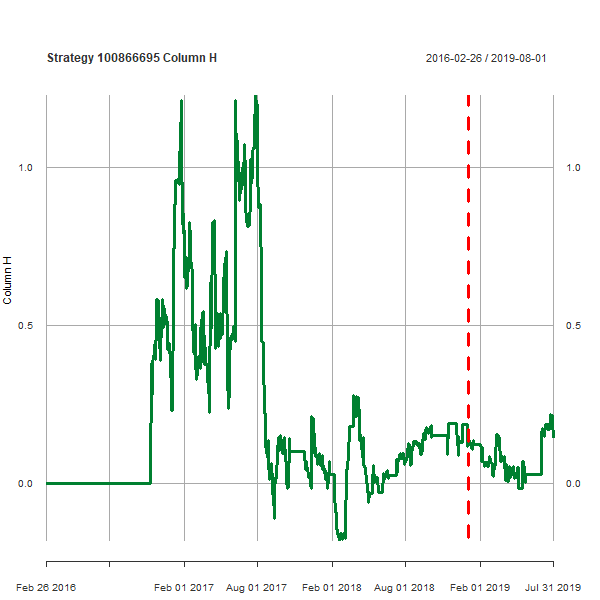 Strategy 100866695 Column H
2016-02-26 / 2019-08-01
1.0
1.0
0.5
0.5
0.0
0.0
Column H
Feb 26 2016
Feb 01 2017
Aug 01 2017
Feb 01 2018
Aug 01 2018
Feb 01 2019
Jul 31 2019